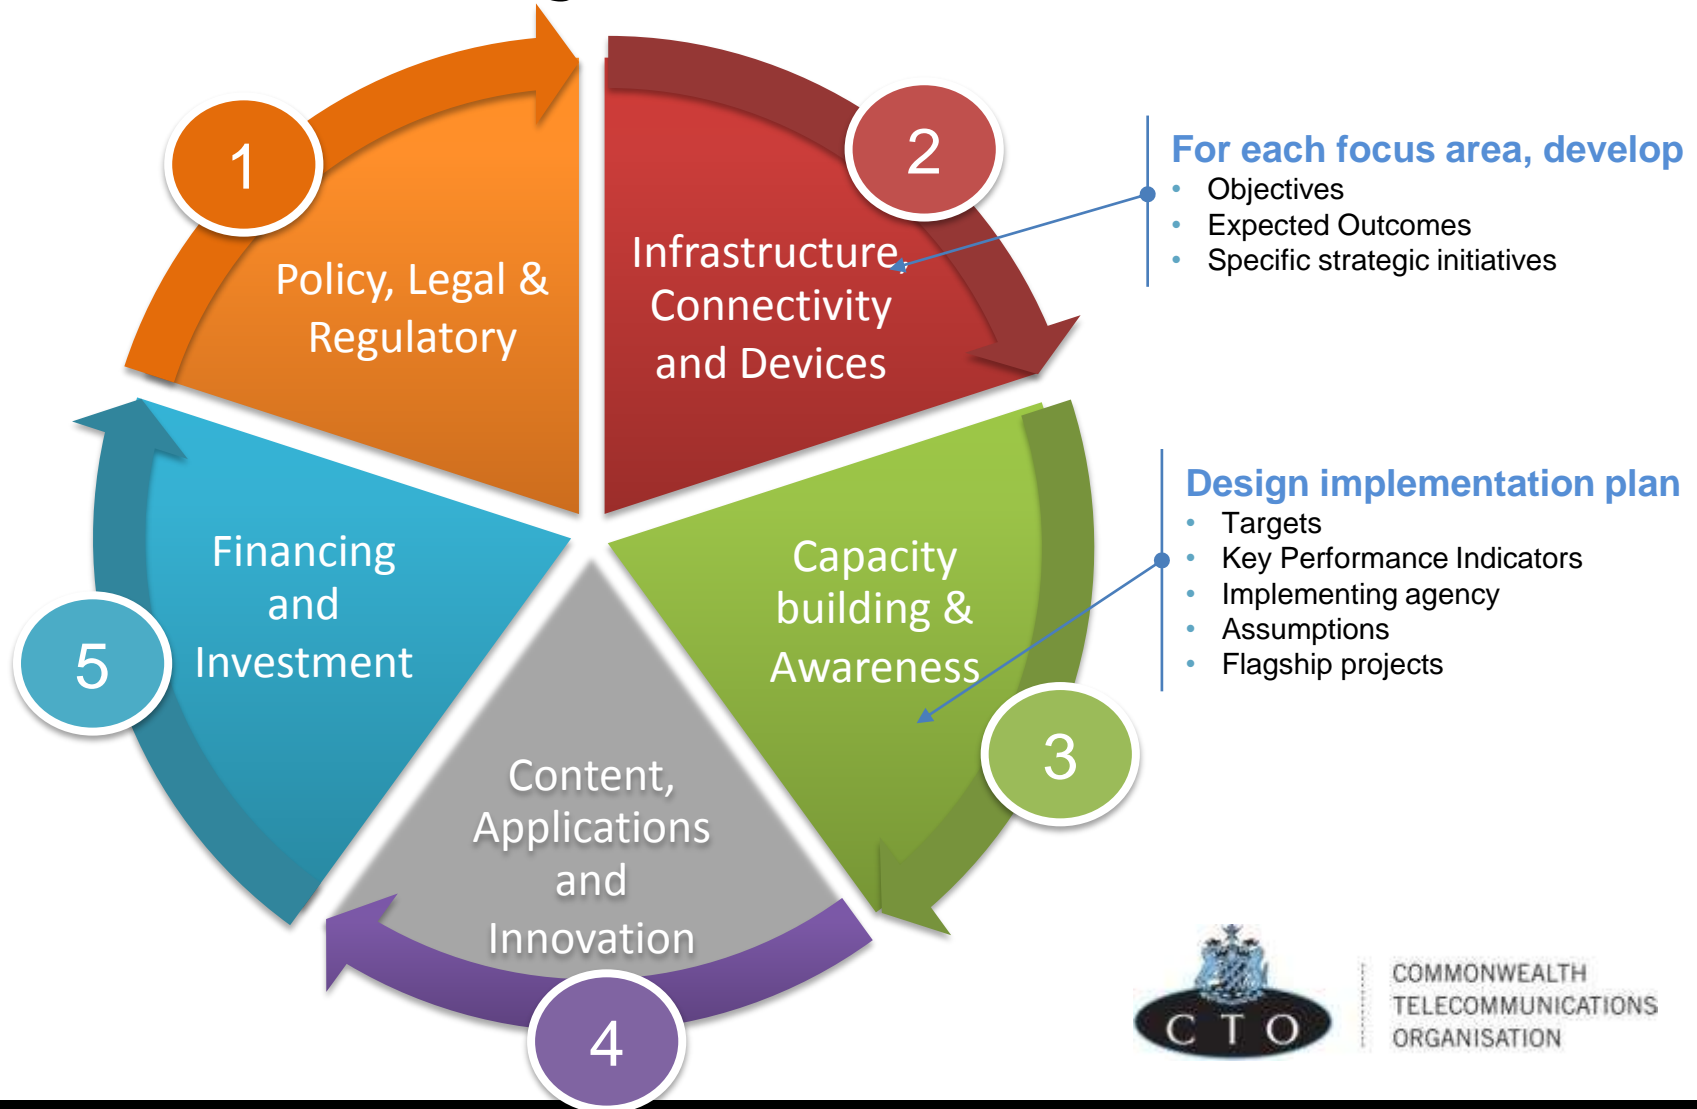 1
Policy, Legal &
Regulatory
2
Infrastructure,
Connectivity
and Devices
For each focus area, develop
• Objectives
• Expected Outcomes
• Specific strategic initiatives
3
Capacity
building &
Awareness
Design implementation plan
• Targets
• Key Performance Indicators
• Implementing agency
• Assumptions
• Flagship projects
4
Content,
Applications
and
Innovation
5
Financing
and
Investment
CTO
COMMONWEALTH
TELECOMMUNICATIONS
ORGANISATION